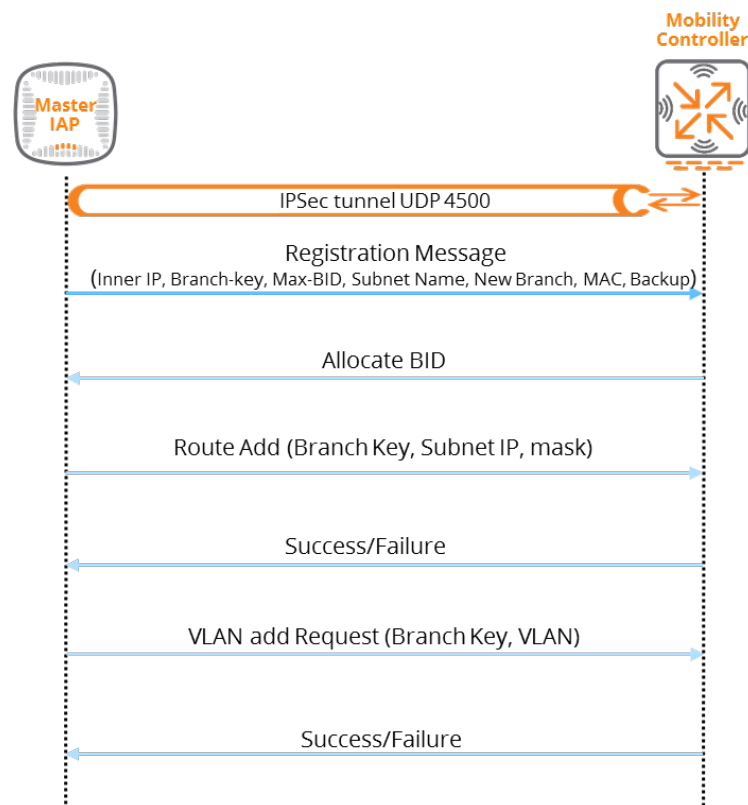 Mobility
Controller
Master
IAP
IPSec tunnel UDP 4500
Registration Message
(Inner IP, Branch-key, Max-BID, Subnet Name, New Branch, MAC, Backup)
Allocate BID
Route Add (Branch Key, Subnet IP, mask)
Success/Failure
VLAN add Request (Branch Key, VLAN)
Success/Failure